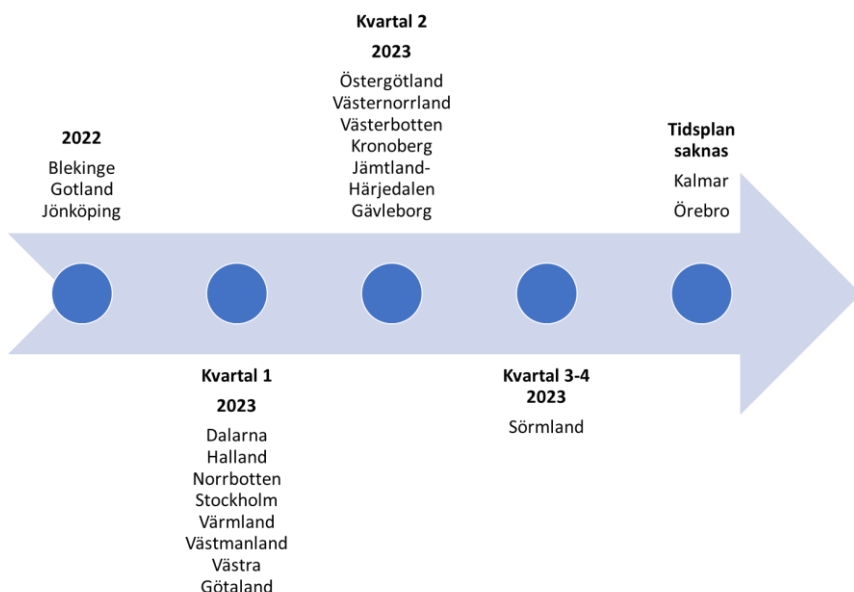 2022
Blekinge
Gotland
Jönköping
Kvartal 1
2023
Dalarna
Halland
Norrbotten
Stockholm
Värmland
Västmanland
Västra
Götaland
Kvartal 2
2023
Östergötland
Västernorrland
Västerbotten
Kronoberg
Jämtland-
Härjedalen
Gävleborg
Kvartal 3-4
2023
Sörmland
Tidsplan
saknas
Kalmar
Örebro